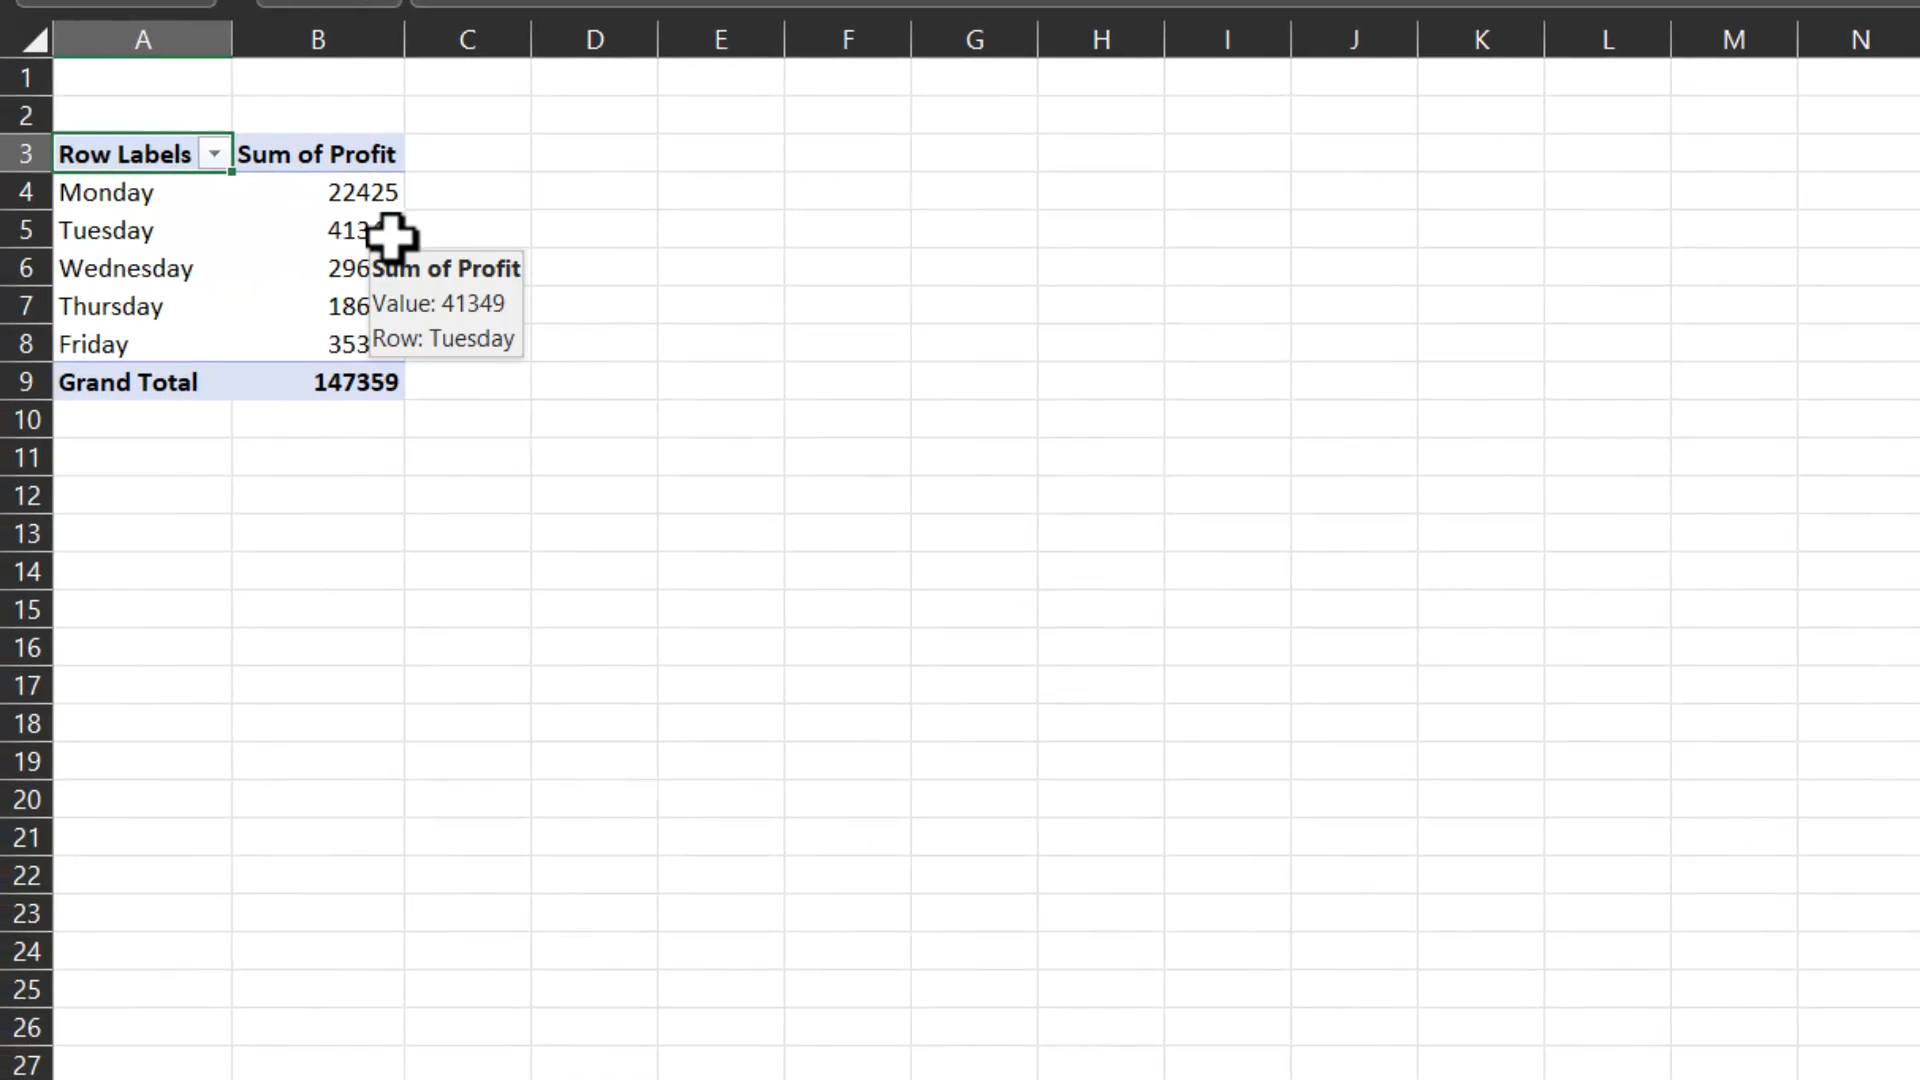 A B C D E F G H I J K L M N
1
2
3 Row Labels Sum of Profit
4 Monday 22425
5 Tuesday
6 Wednesday
7 Thursday
8 Friday
9 Grand Total 147359
Sum of Profit
Value: 41349
Row: Tuesday
10
11
12
13
14
15
16
17
18
19
20
21
22
23
24
25
26
27